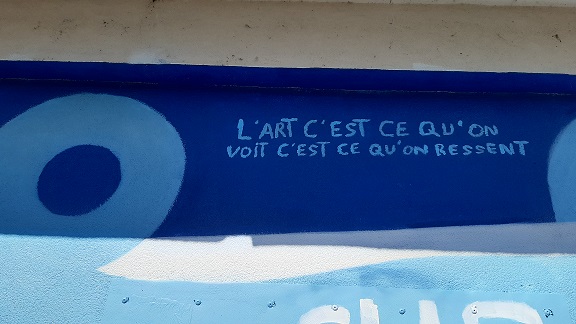 L'ART C'EST CE QU'ON
VOIT C'EST CE QU'ON RESSENT